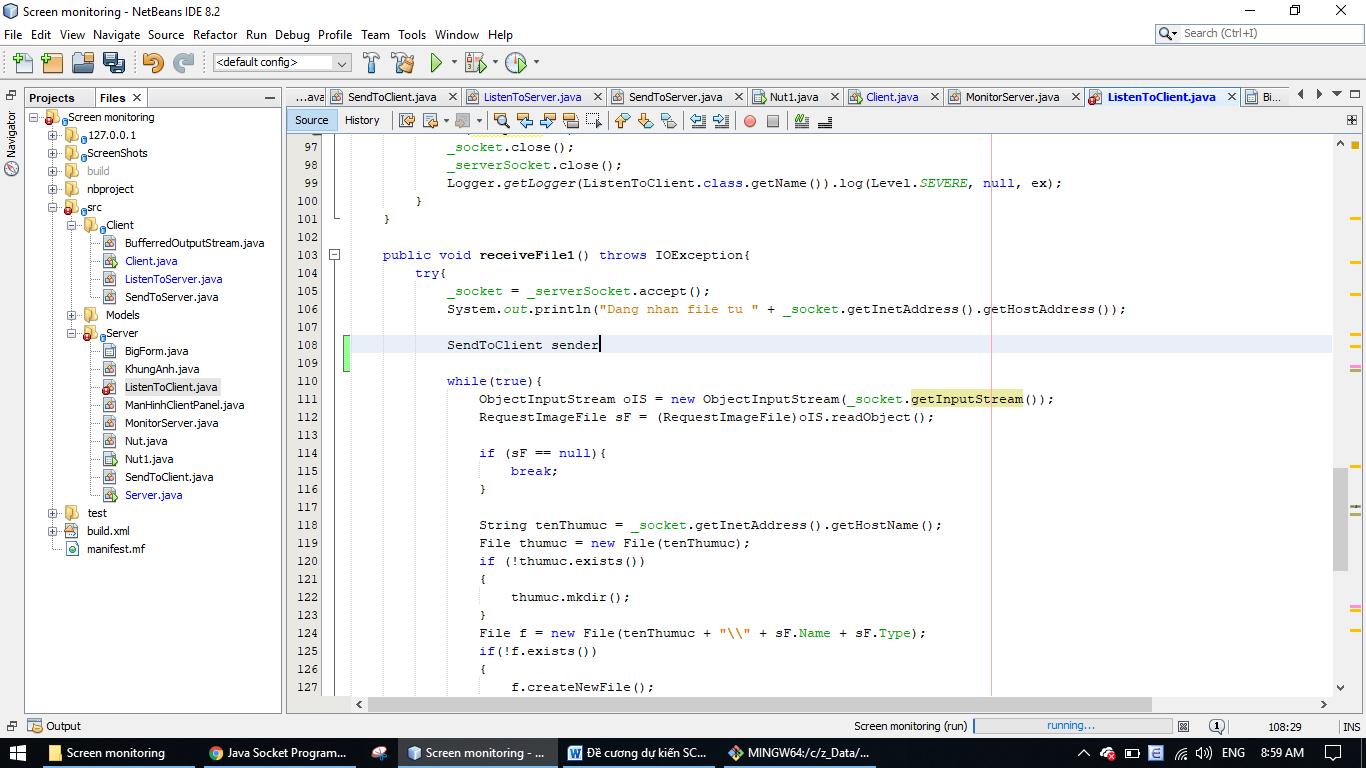 Screen monitoring - NetBeans IDE 8.2
File Edit View Navigate Source Refactor Run Debug Profile Team Tools Window Help
Search (Ctrl+I)
<default config>
Projects Files
Navigator
Screen monitoring
127.0.0.1
ScreenShots
build
nbproject
src
Client
BufferredOutputStream.java
Client.java
ListenToServer.java
SendToServer.java
Models
Server
BigForm.java
KhungAnh.java
ListenToClient.java
ManHinhClientPanel.java
MonitorServer.java
Nut.java
Nut1.java
SendToClient.java
Server.java
test
build.xml
manifest.mf
...ava SendToClient.java ListenToServer.java SendToServer.java Nut1.java Client.java MonitorServer.java ListenToClient.java Bi...
Source History
97 _socket.close();
98 _serverSocket.close();
99 Logger.getLogger(ListenToClient.class.getName()).log(Level.SEVERE, null, ex);
100 }
101 }
102
103 public void receiveFile1() throws IOException{
104 try{
105 _socket = _serverSocket.accept();
106 System.out.println("Dang nhan file tu " + _socket.getInetAddress().getHostAddress());
107
108 SendToClient sender
109
110 while(true){
111 ObjectInputStream oIS = new ObjectInputStream(_socket.getInputStream());
112 RequestImageFile sF = (RequestImageFile)oIS.readObject();
113
114 if (sF == null){
115 break;
116 }
117
118 String tenThumuc = _socket.getInetAddress().getHostName();
119 File thumuc = new File(tenThumuc);
120 if (!thumuc.exists())
121 {
122 thumuc.mkdir();
123 }
124 File f = new File(tenThumuc + "\\" + sF.Name + sF.Type);
125 if(!f.exists())
126 {
127 f.createNewFile();
Output
Screen monitoring (run) running... 1 108:29 INS
Screen monitoring Java Socket Program... Screen monitoring - ... Đề cương dự kiến SC... MINGW64:/c/z_Data/... ENG 8:59 AM